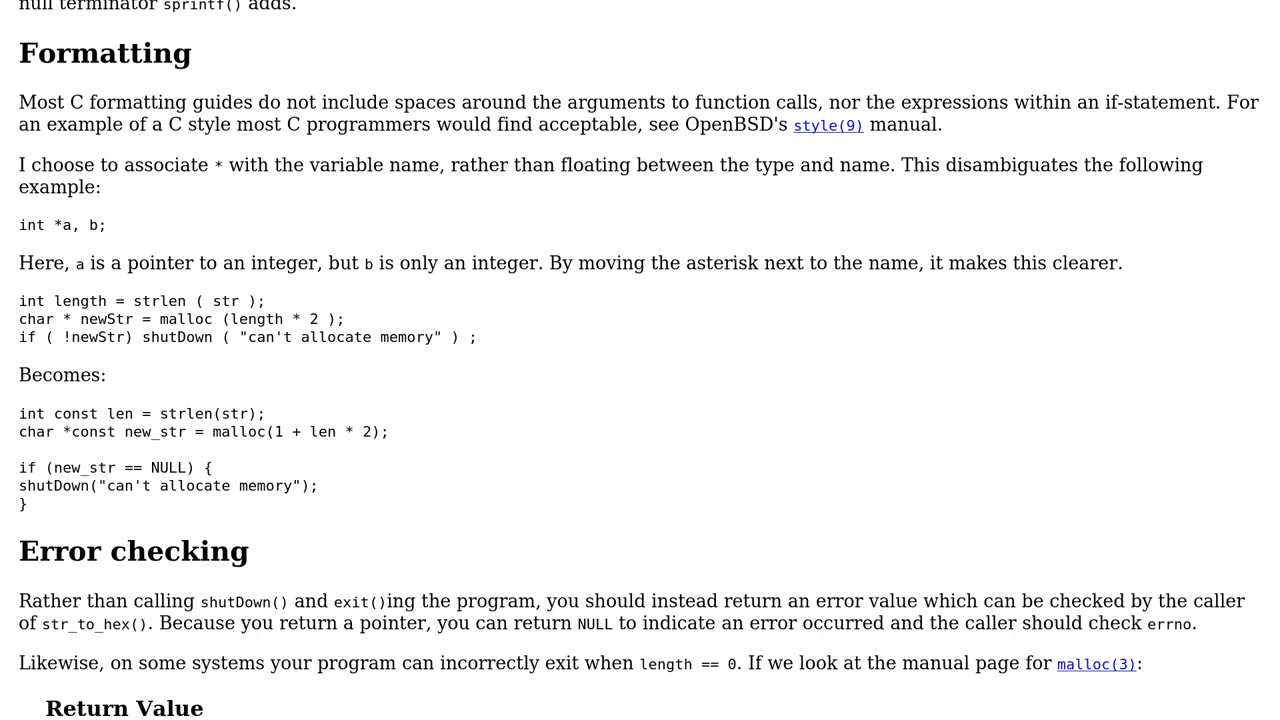 null terminator sprintf() adds.
Formatting
Most C formatting guides do not include spaces around the arguments to function calls, nor the expressions within an if-statement. For
an example of a C style most C programmers would find acceptable, see OpenBSD's style(9) manual.
I choose to associate * with the variable name, rather than floating between the type and name. This disambiguates the following
example:
int *a, b;
Here, a is a pointer to an integer, but b is only an integer. By moving the asterisk next to the name, it makes this clearer.
int length = strlen ( str );
char * newStr = malloc (length * 2 );
if ( !newStr) shutDown ( "can't allocate memory" ) ;
Becomes:
int const len = strlen(str);
char *const new_str = malloc(1 + len * 2);
if (new_str == NULL) {
shutDown("can't allocate memory");
}
Error checking
Rather than calling shutDown() and exit()ing the program, you should instead return an error value which can be checked by the caller
of str_to_hex(). Because you return a pointer, you can return NULL to indicate an error occurred and the caller should check errno.
Likewise, on some systems your program can incorrectly exit when length == 0. If we look at the manual page for malloc(3):
Return Value